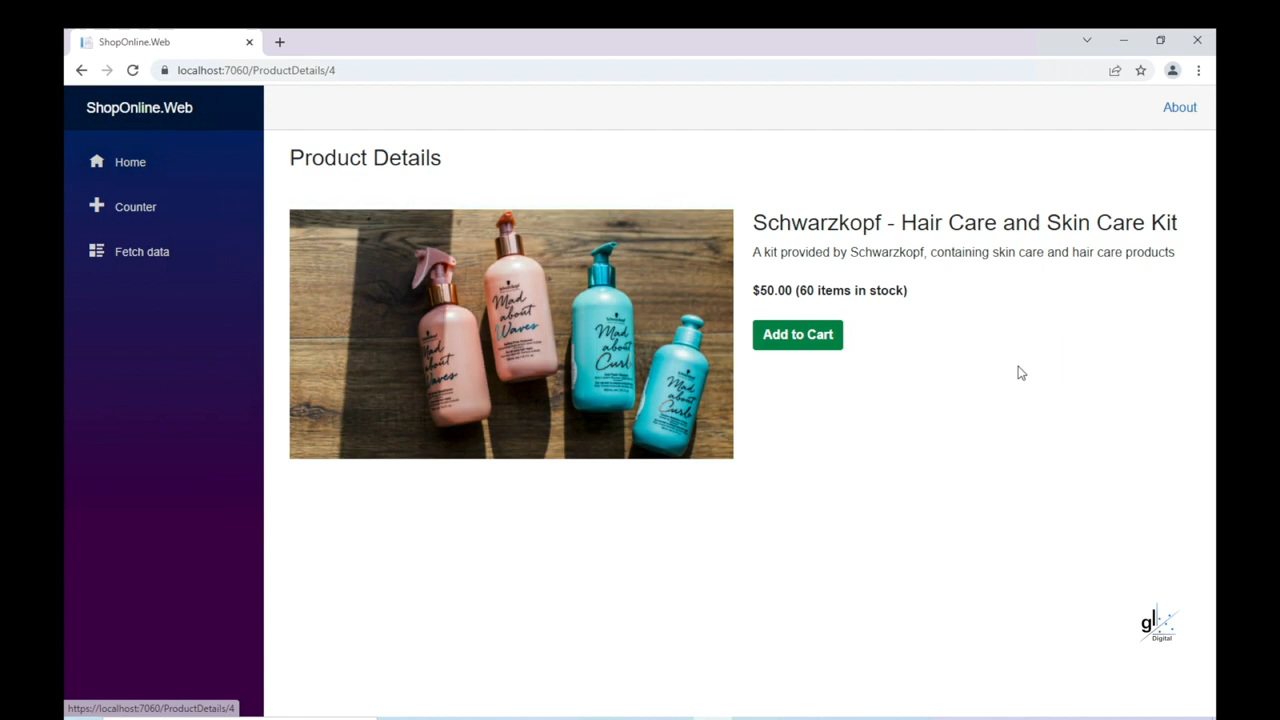 ShopOnline.Web
localhost:7060/ProductDetails/4
ShopOnline.Web
About
Home
Counter
Fetch data
Product Details
Schwarzkopf - Hair Care and Skin Care Kit
A kit provided by Schwarzkopf, containing skin care and hair care products
$50.00 (60 items in stock)
Add to Cart
Mad
about
Waves
Mad
about
Waves
Mad
about
Curls
Mad
about
Curls
gl
Digital
https://localhost:7060/ProductDetails/4